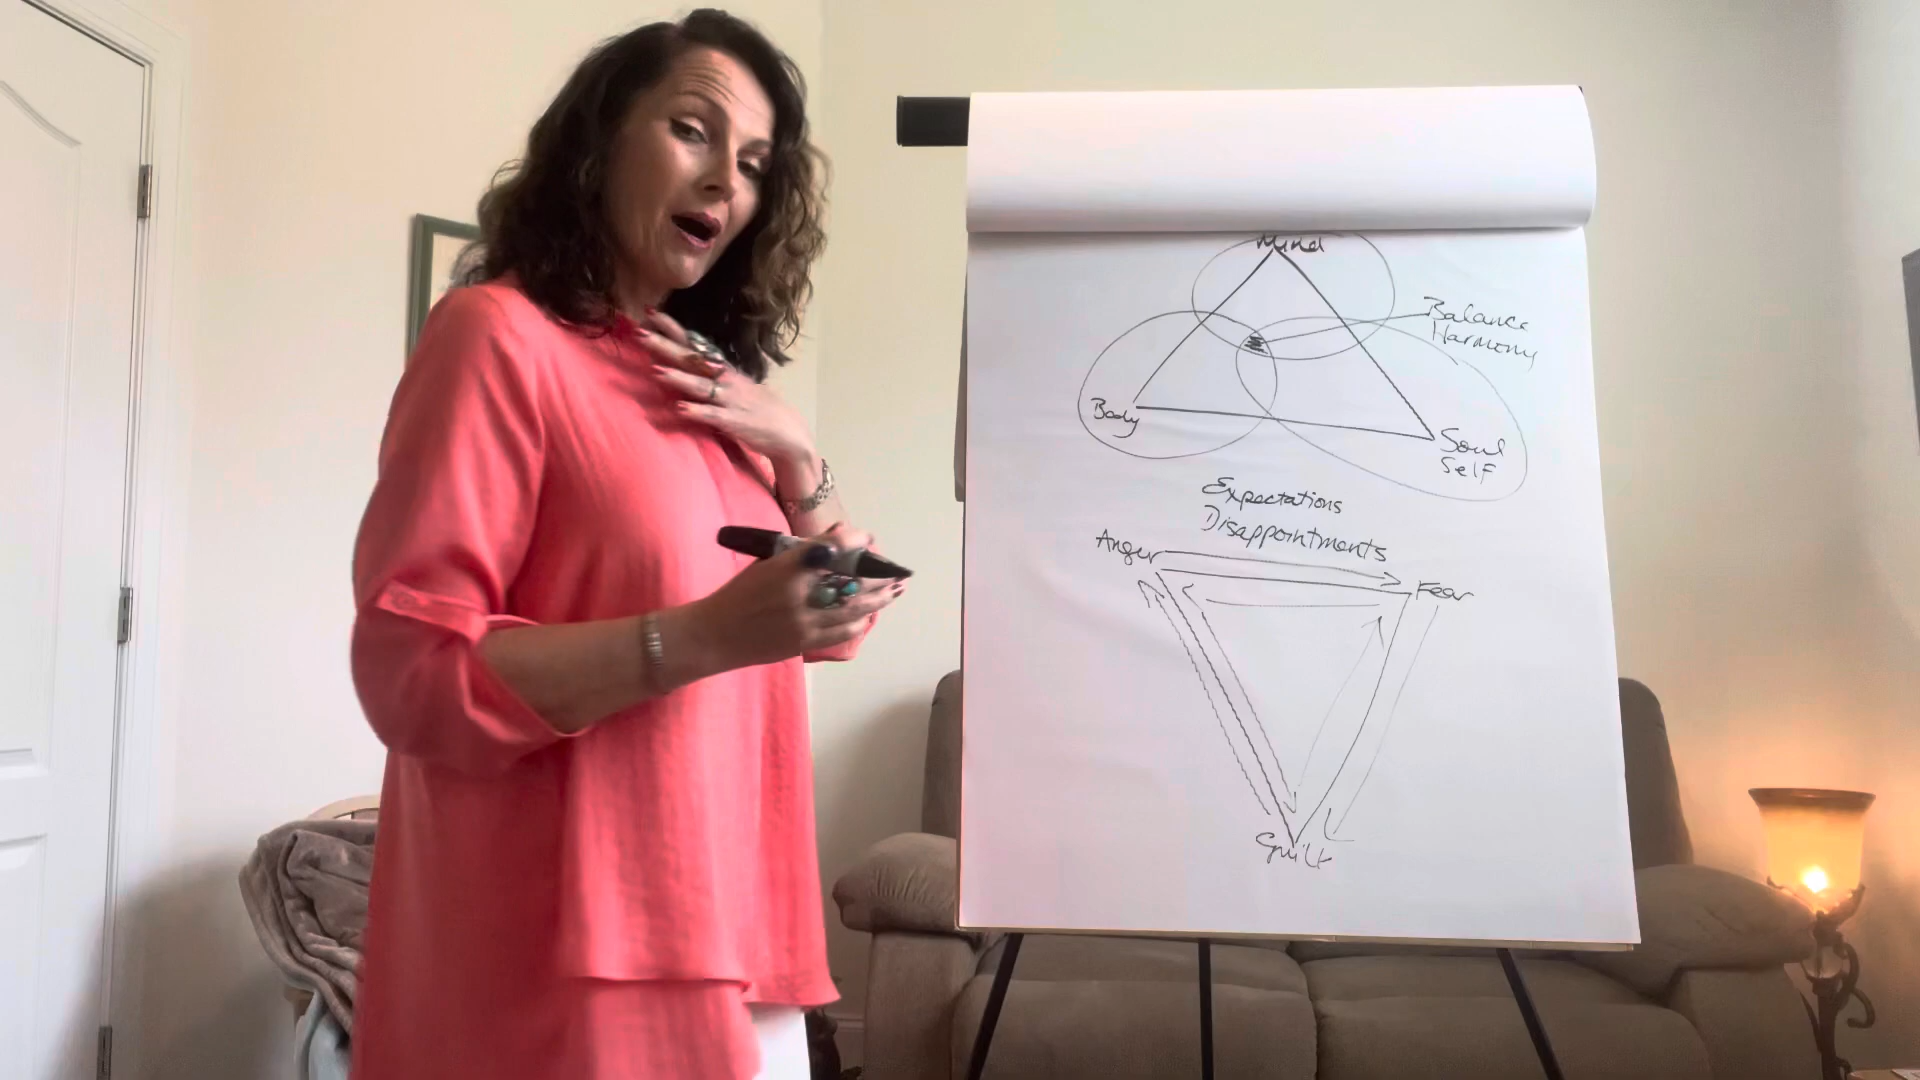 Mind
Balance
Harmony
Body
Soul
Self
Expectations
Disappointments
Anger
Fear
Guilt